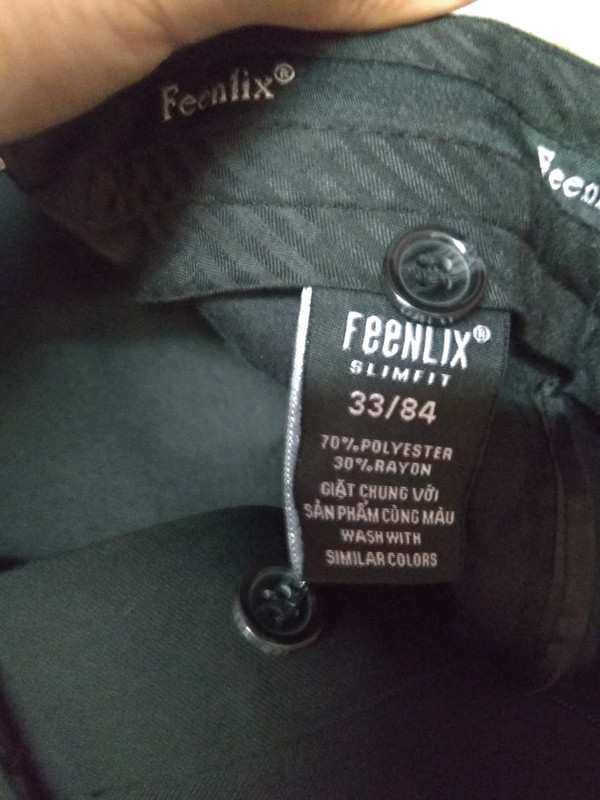 Feenlix®
FEENLIX®
SLIMFIT
33/84
70%POLYESTER
30%RAYON
GIẶT CHUNG VỚI
SẢN PHẨM CÙNG MÀU
WASH WITH
SIMILAR COLORS